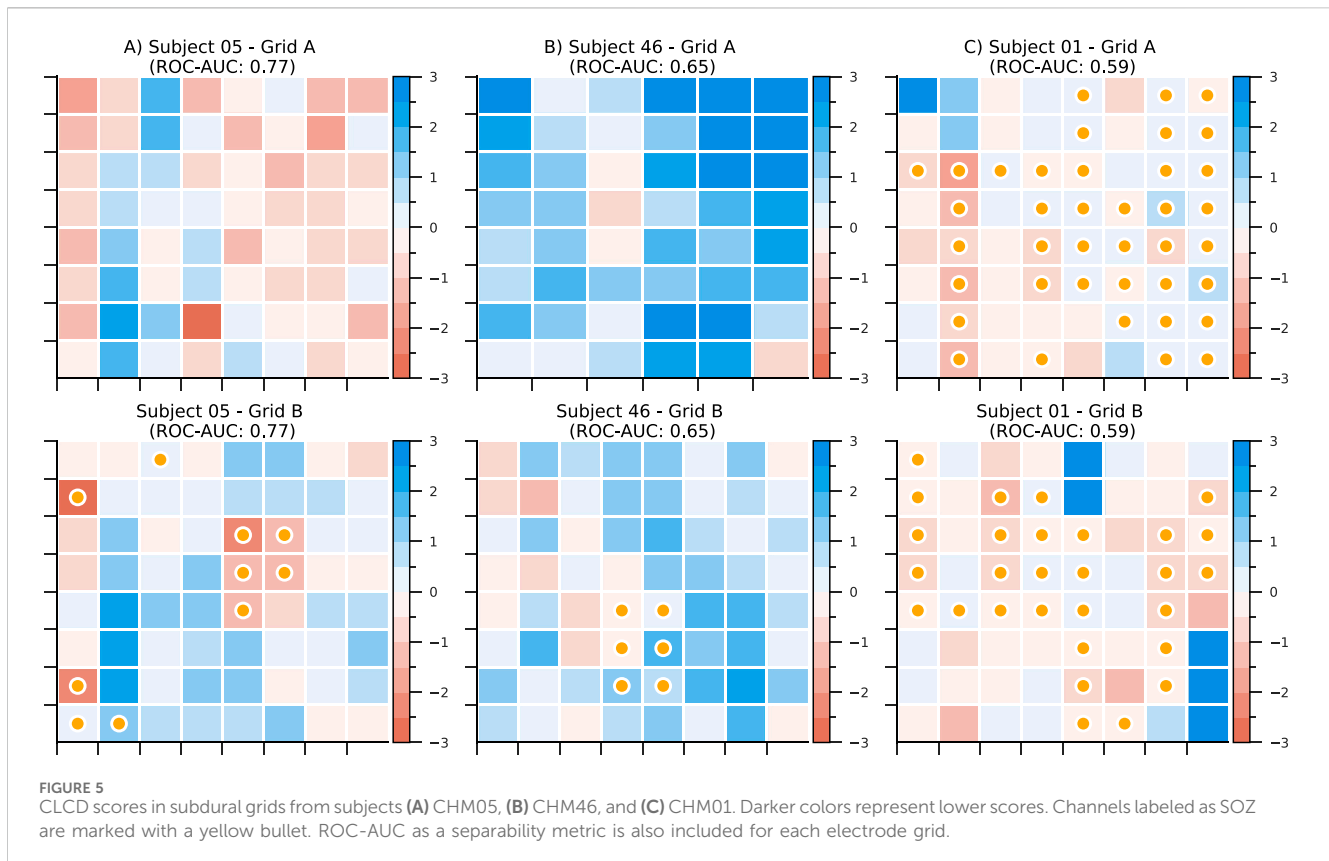 A) Subject 05 - Grid A
(ROC-AUC: 0.77)
B) Subject 46 - Grid A
(ROC-AUC: 0.65)
C) Subject 01 - Grid A
(ROC-AUC: 0.59)
3
2
1
0
−1
−2
−3
3
2
1
0
−1
−2
−3
3
2
1
0
−1
−2
−3
Subject 05 - Grid B
(ROC-AUC: 0.77)
Subject 46 - Grid B
(ROC-AUC: 0.65)
Subject 01 - Grid B
(ROC-AUC: 0.59)
3
2
1
0
−1
−2
−3
3
2
1
0
−1
−2
−3
3
2
1
0
−1
−2
−3
FIGURE 5
CLCD scores in subdural grids from subjects (A) CHM05, (B) CHM46, and (C) CHM01. Darker colors represent lower scores. Channels labeled as SOZ
are marked with a yellow bullet. ROC-AUC as a separability metric is also included for each electrode grid.